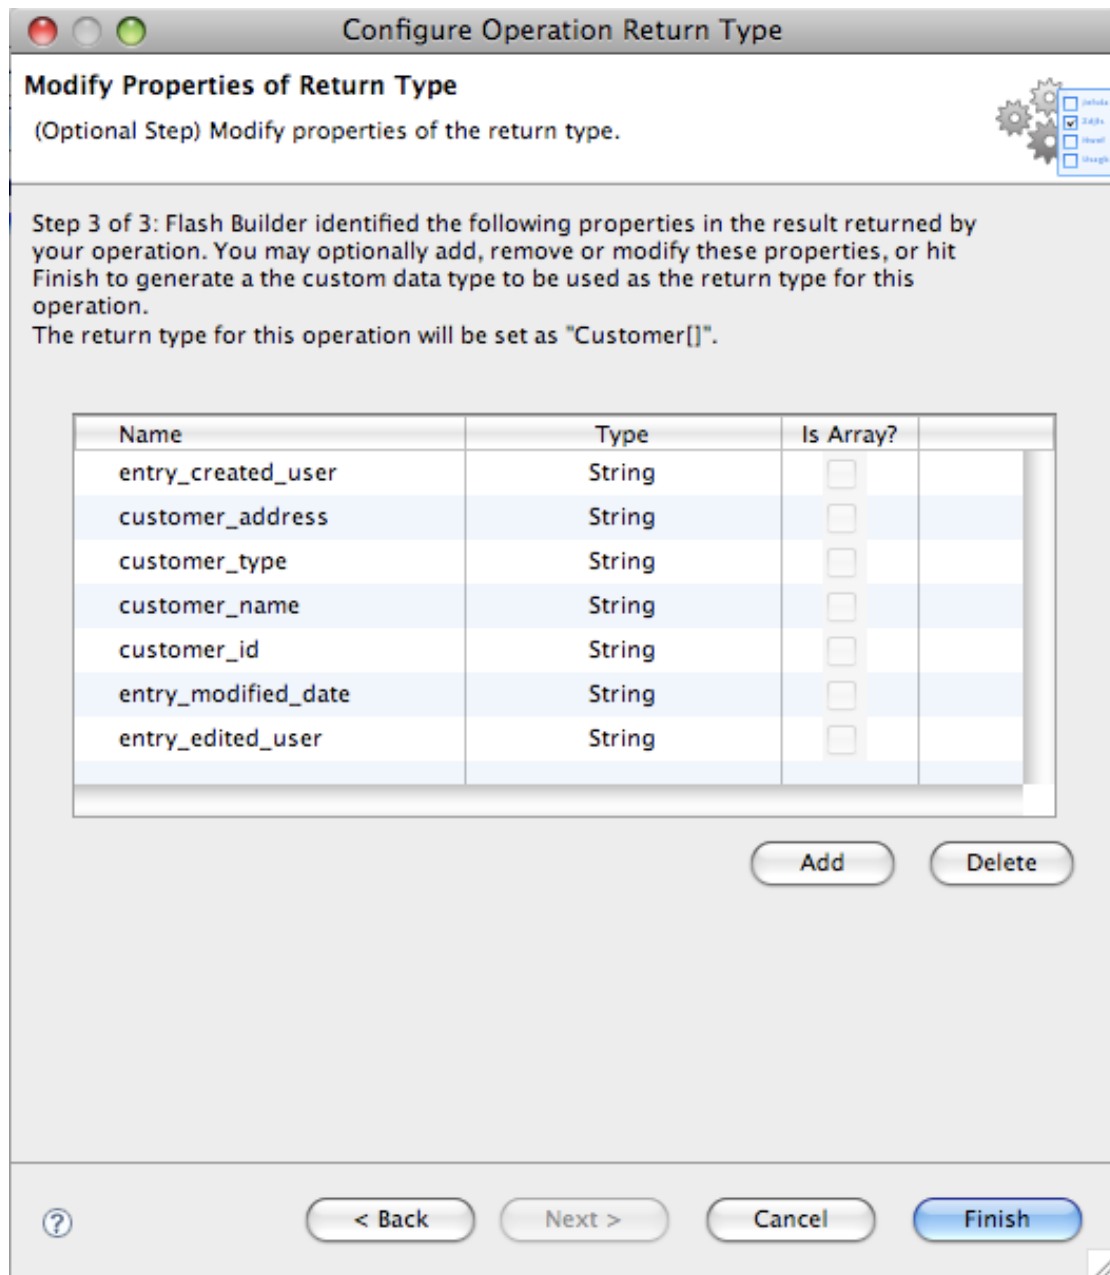 Configure Operation Return Type
Modify Properties of Return Type
(Optional Step) Modify properties of the return type.
Step 3 of 3: Flash Builder identified the following properties in the result returned by
your operation. You may optionally add, remove or modify these properties, or hit
Finish to generate a the custom data type to be used as the return type for this
operation.
The return type for this operation will be set as "Customer[]".
Name Type Is Array?
entry_created_user String
customer_address String
customer_type String
customer_name String
customer_id String
entry_modified_date String
entry_edited_user String
Add Delete
? < Back Next > Cancel Finish